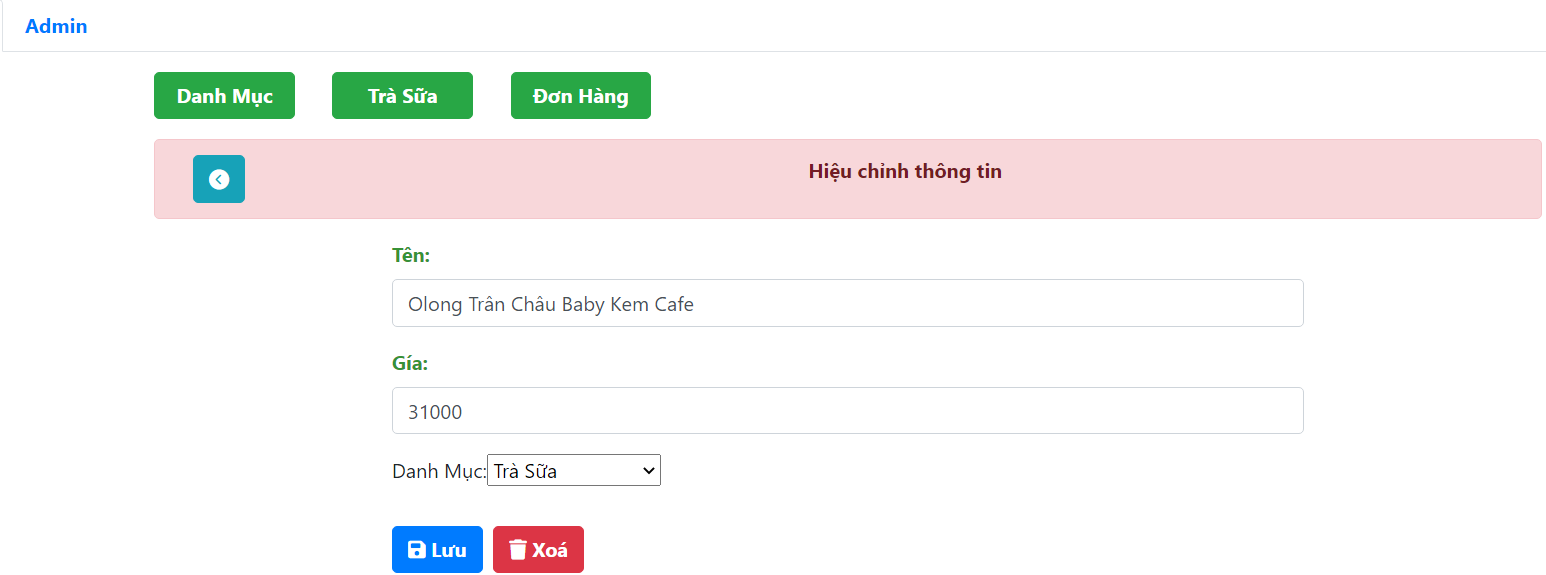 Admin
Danh Mục Trà Sữa Đơn Hàng
Hiệu chỉnh thông tin
Tên:
Olong Trân Châu Baby Kem Cafe
Gía:
31000
Danh Mục: Trà Sữa
Lưu Xoá